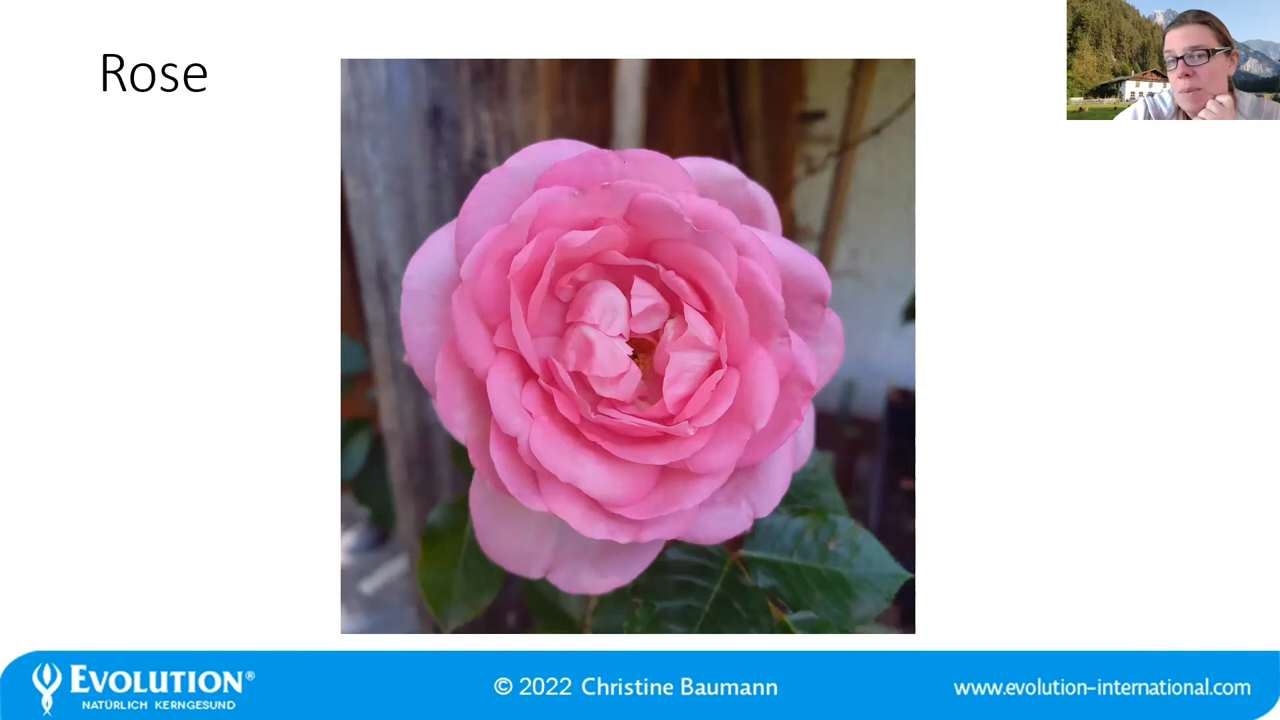 Rose
EVOLUTION®
NATÜRLICH KERNGESUND
© 2022 Christine Baumann
www.evolution-international.com